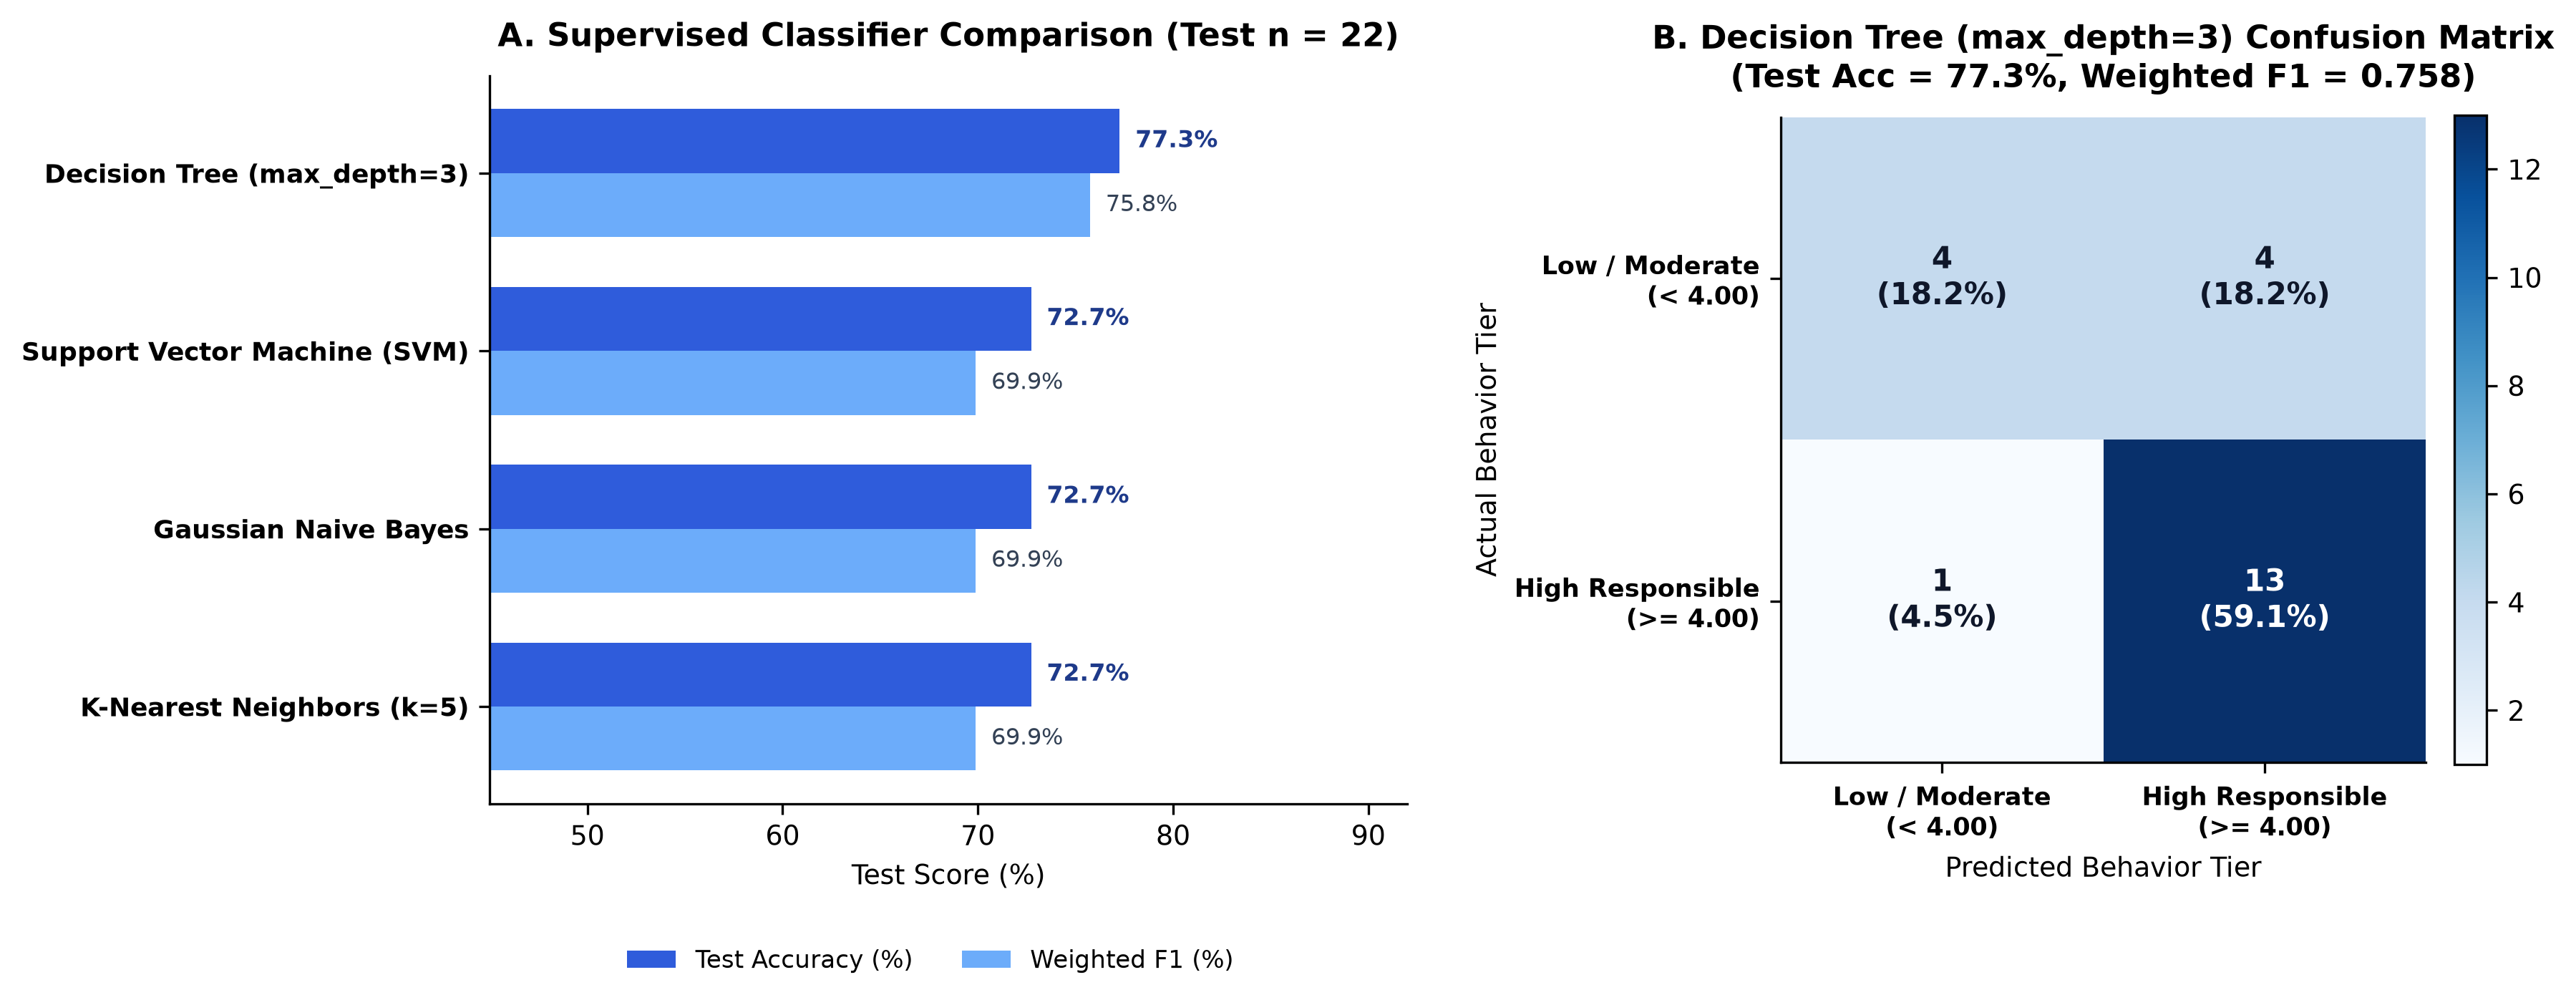 A. Supervised Classifier Comparison (Test n = 22)
Decision Tree (max_depth=3)
77.3%
75.8%
Support Vector Machine (SVM)
72.7%
69.9%
Gaussian Naive Bayes
72.7%
69.9%
K-Nearest Neighbors (k=5)
72.7%
69.9%
50 60 70 80 90
Test Score (%)
Test Accuracy (%) Weighted F1 (%)
B. Decision Tree (max_depth=3) Confusion Matrix
(Test Acc = 77.3%, Weighted F1 = 0.758)
Actual Behavior Tier
Low / Moderate
(< 4.00)
4
(18.2%)
4
(18.2%)
High Responsible
(>= 4.00)
1
(4.5%)
13
(59.1%)
Low / Moderate
(< 4.00)
High Responsible
(>= 4.00)
Predicted Behavior Tier
12
10
8
6
4
2